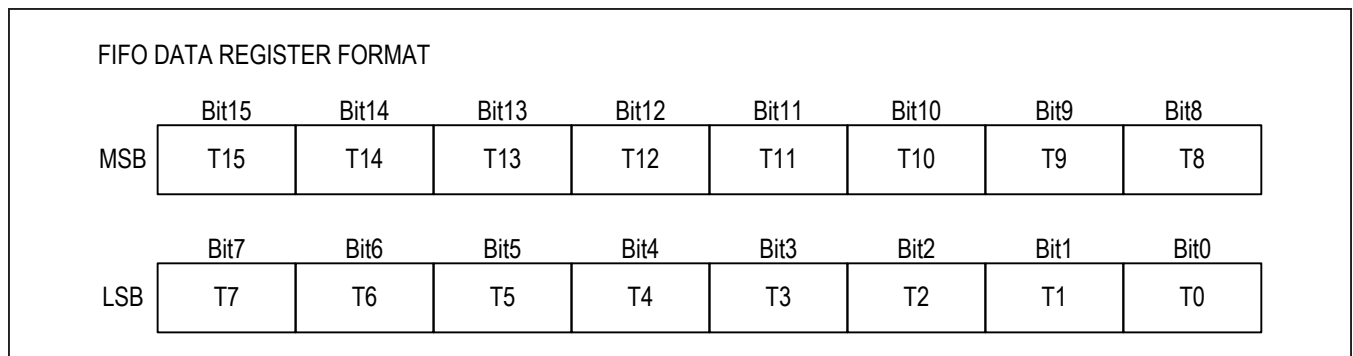 FIFO DATA REGISTER FORMAT
Bit15 Bit14 Bit13 Bit12 Bit11 Bit10 Bit9 Bit8
MSB T15 T14 T13 T12 T11 T10 T9 T8
Bit7 Bit6 Bit5 Bit4 Bit3 Bit2 Bit1 Bit0
LSB T7 T6 T5 T4 T3 T2 T1 T0